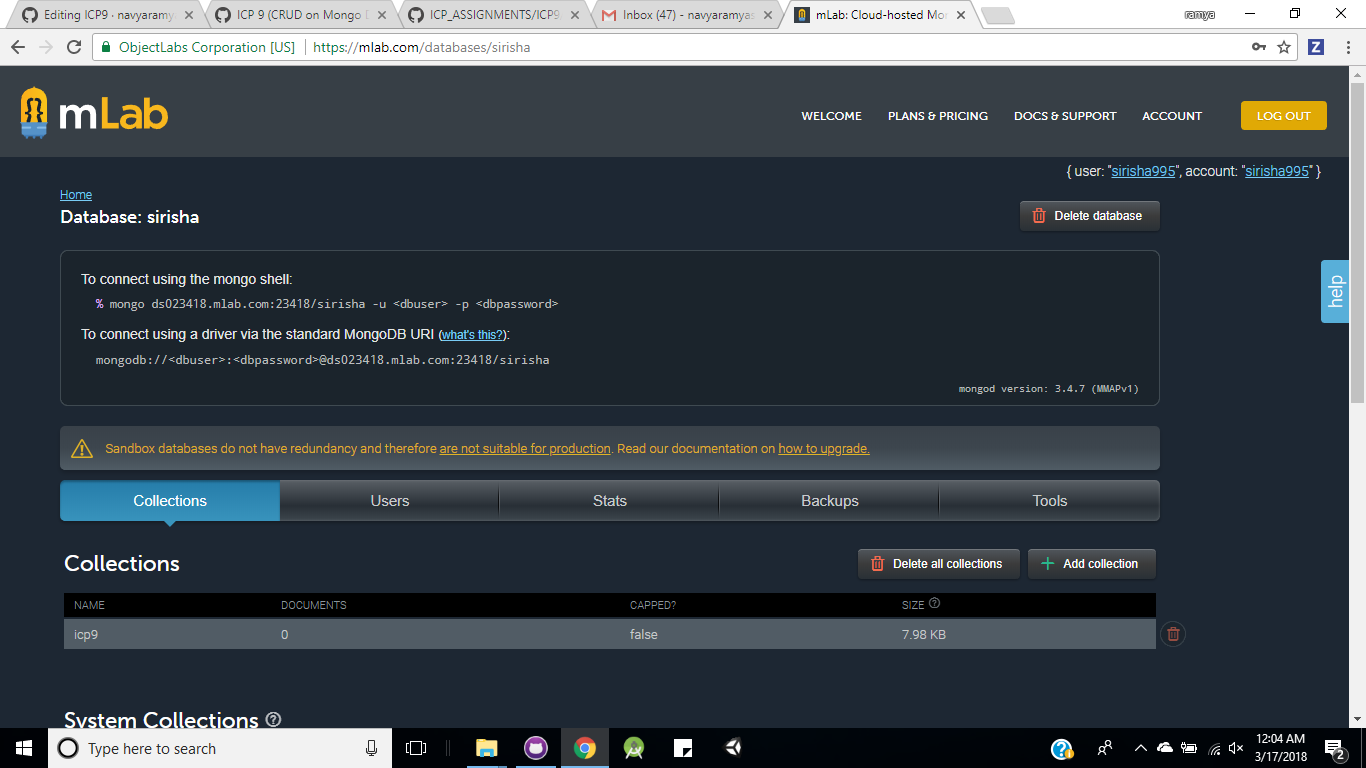 Editing ICP9 · navyaramy
ICP 9 (CRUD on Mongo D
ICP_ASSIGNMENTS/ICP9
Inbox (47) - navyaramyas
mLab: Cloud-hosted Mon
ramya
ObjectLabs Corporation [US]
https://mlab.com/databases/sirisha
Z
mLab
WELCOME
PLANS & PRICING
DOCS & SUPPORT
ACCOUNT
LOG OUT
{ user: "sirisha995", account: "sirisha995" }
Home
Database: sirisha
Delete database
To connect using the mongo shell:
% mongo ds023418.mlab.com:23418/sirisha -u <dbuser> -p <dbpassword>
To connect using a driver via the standard MongoDB URI (what's this?):
mongodb://<dbuser>:<dbpassword>@ds023418.mlab.com:23418/sirisha
mongod version: 3.4.7 (MMAPv1)
help
Sandbox databases do not have redundancy and therefore are not suitable for production. Read our documentation on how to upgrade.
Collections
Users
Stats
Backups
Tools
Collections
Delete all collections
Add collection
NAME DOCUMENTS CAPPED? SIZE ?
icp9 0 false 7.98 KB
System Collections ?
Type here to search
12:04 AM
3/17/2018
2